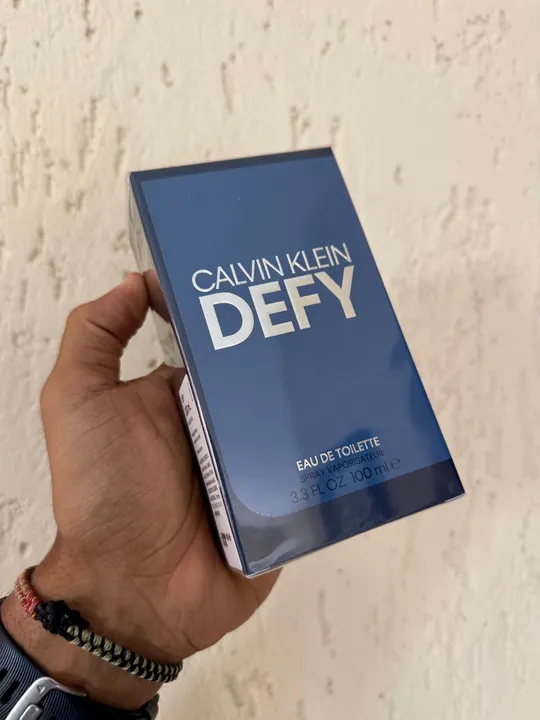 CALVIN KLEIN
DEFY
EAU DE TOILETTE
SPRAY VAPORISATEUR
3.3 FL OZ 100 ml e